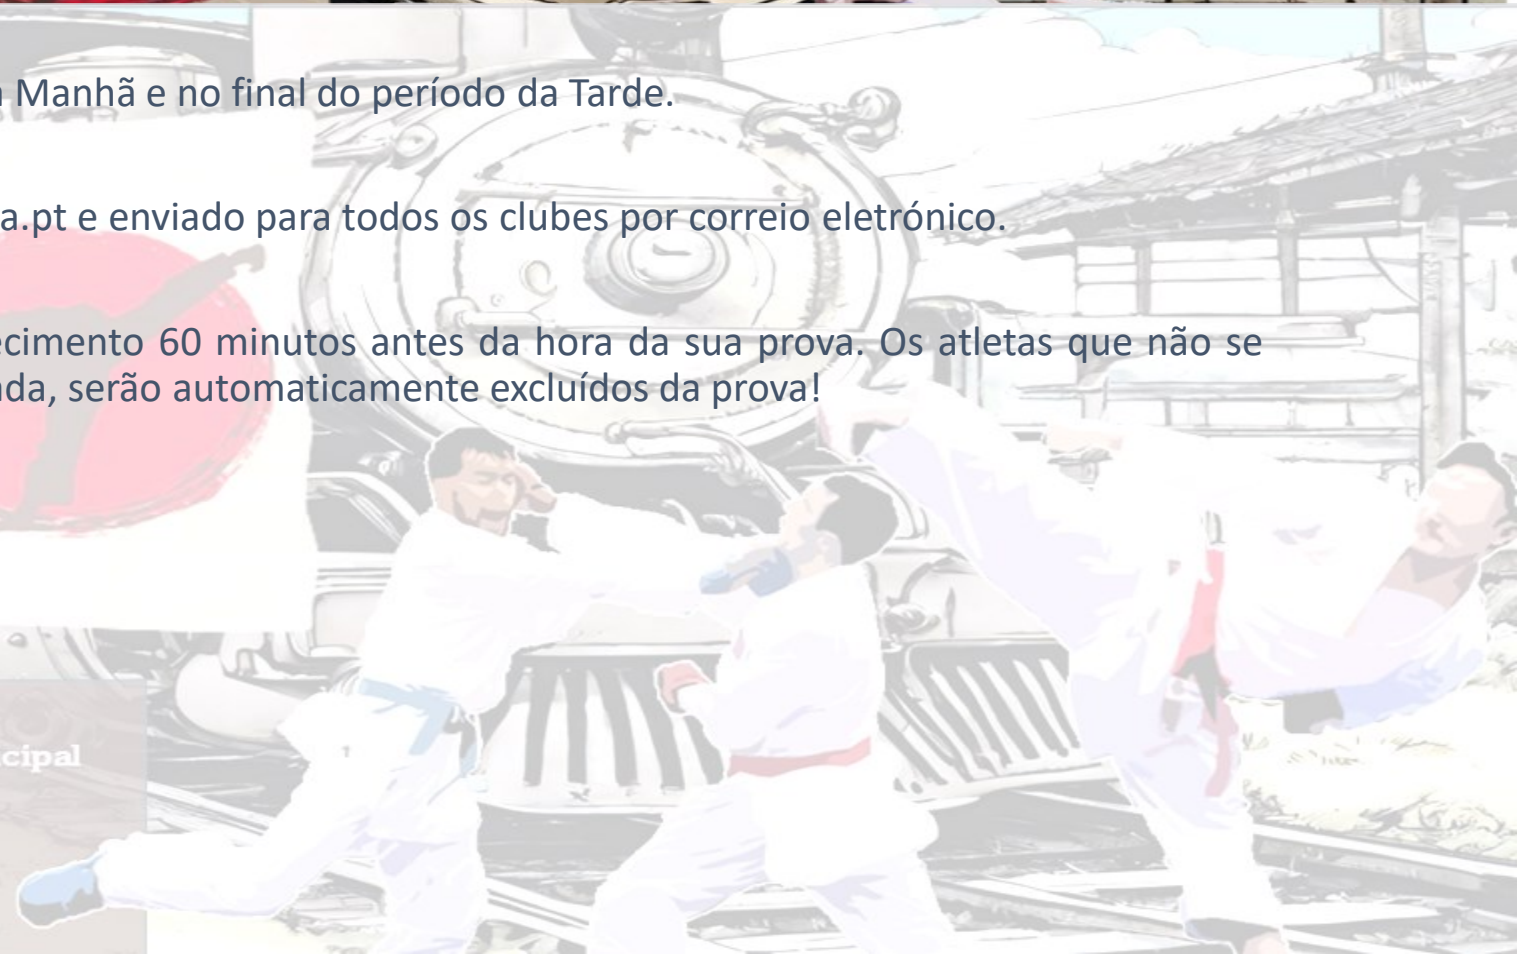 Manhã e no final do período da Tarde.
a.pt e enviado para todos os clubes por correio eletrónico.
ecimento 60 minutos antes da hora da sua prova. Os atletas que não se
ada, serão automaticamente excluídos da prova!
cipal